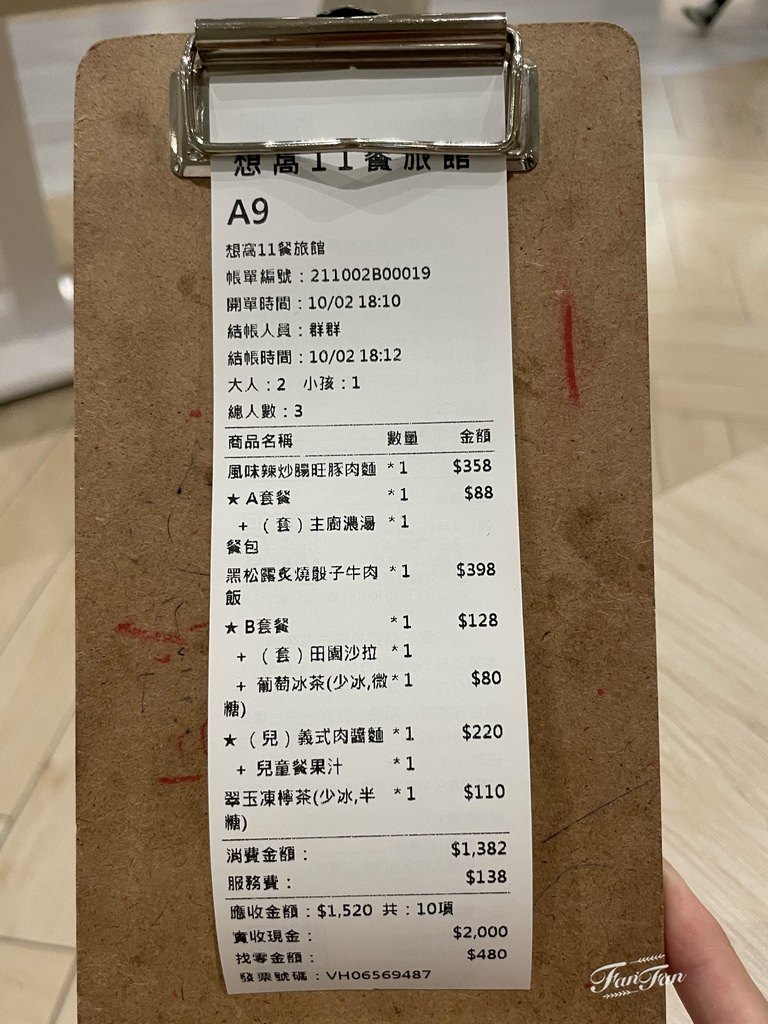 想窩11餐旅館
A9
想窩11餐旅館
帳單編號：211002B00019
開單時間：10/02 18:10
結帳人員：群群
結帳時間：10/02 18:12
大人：2 小孩：1
總人數：3
商品名稱 數量 金額
風味辣炒腸旺豚肉麵 *1 $358
★ A套餐 *1 $88
+ （套）主廚濃湯 *1
餐包
黑松露炙燒骰子牛肉 *1 $398
飯
★ B套餐 *1 $128
+ （套）田園沙拉 *1
+ 葡萄冰茶(少冰,微 *1 $80
糖)
★（兒）義式肉醬麵 *1 $220
+ 兒童餐果汁 *1
翠玉凍檸茶(少冰,半 *1 $110
糖)
消費金額： $1,382
服務費： $138
應收金額：$1,520 共：10項
實收現金： $2,000
找零金額： $480
發票號碼：VH06569487
FanFan